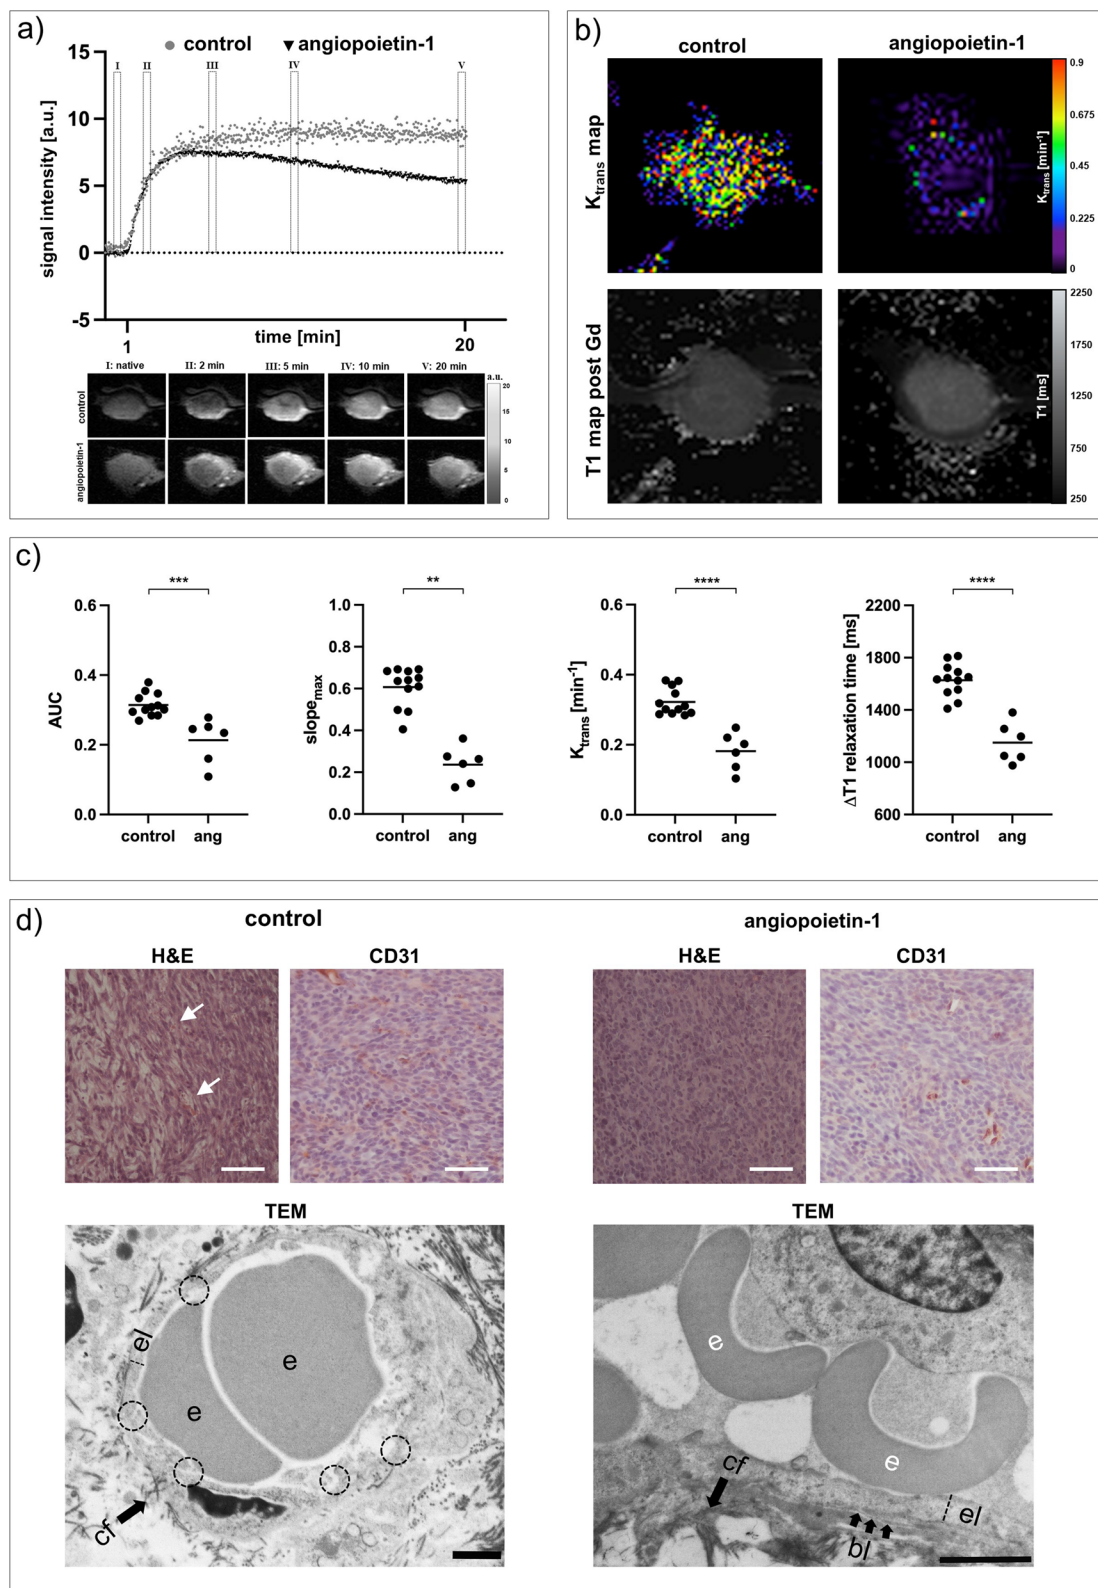 a)
control angiopoietin-1
15
10
5
0
-5
signal intensity [a.u.]
I II III IV V
1 time [min] 20
I: native II: 2 min III: 5 min IV: 10 min V: 20 min a.u.
control
angiopoietin-1
20
15
10
5
0
b)
control angiopoietin-1
Ktrans map
0.9
0.675
0.45
0.225
0
Ktrans [min-1]
T1 map post Gd
2250
1750
1250
750
250
T1 [ms]
c)
***
0.6
0.4
0.2
0.0
AUC
control ang
**
1.0
0.8
0.6
0.4
0.2
0.0
slopemax
control ang
****
0.6
0.4
0.2
0.0
Ktrans [min-1]
control ang
****
2200
1800
1400
1000
600
ΔT1 relaxation time [ms]
control ang
d)
control angiopoietin-1
H&E CD31 H&E CD31
TEM TEM
el
e
e
cf
e
e
cf
el
bl